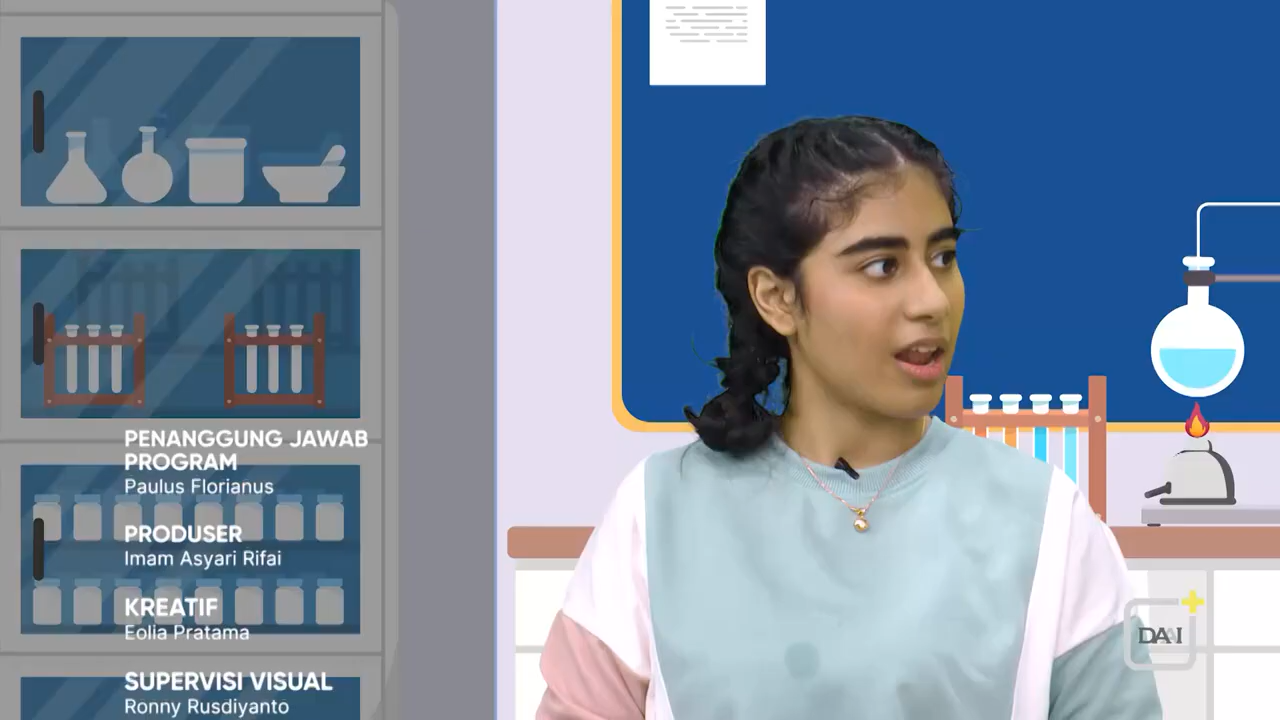 PENANGGUNG JAWAB
PROGRAM
Paulus Florianus
PRODUSER
Imam Asyari Rifai
KREATIF
Eolia Pratama
SUPERVISI VISUAL
Ronny Rusdiyanto
DAAI